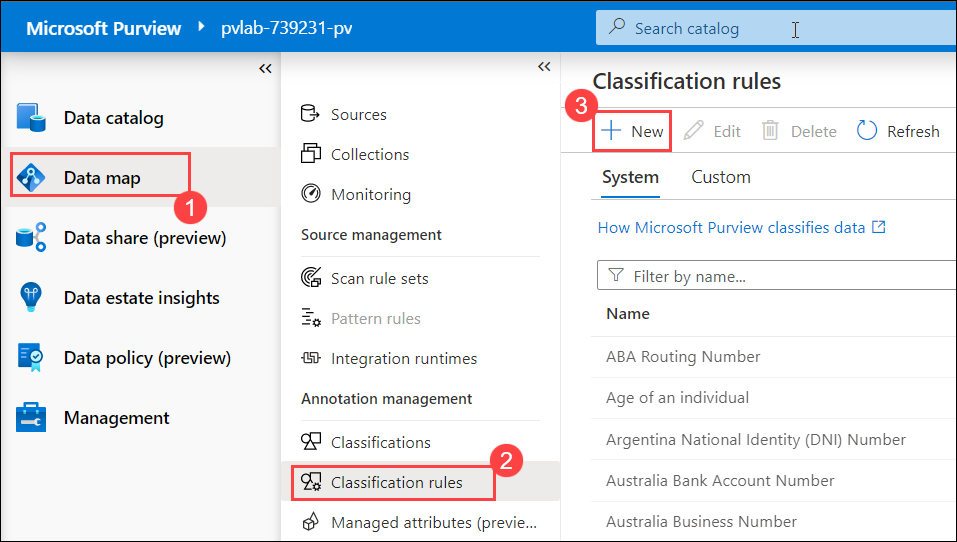 Microsoft Purview
pvlab-739231-pv
Search catalog
Data catalog
Data map
1
Data share (preview)
Data estate insights
Data policy (preview)
Management
Sources
Collections
Monitoring
Source management
Scan rule sets
Pattern rules
Integration runtimes
Annotation management
Classifications
2
Classification rules
Managed attributes (previe...
Classification rules
3
New Edit Delete Refresh
System Custom
How Microsoft Purview classifies data
Filter by name...
Name
ABA Routing Number
Age of an individual
Argentina National Identity (DNI) Number
Australia Bank Account Number
Australia Business Number